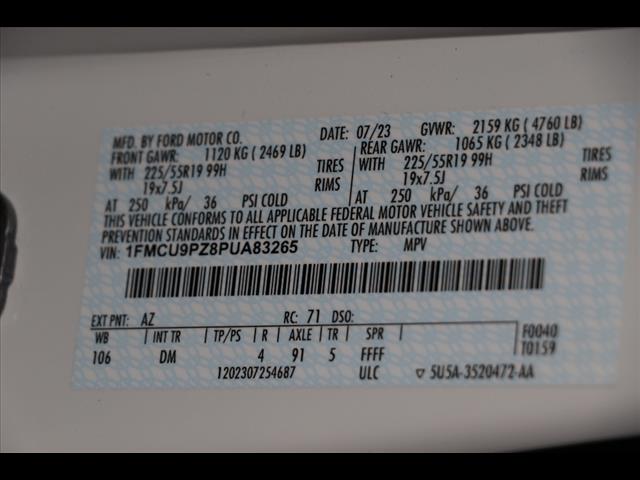 MFD. BY FORD MOTOR CO. DATE: 07/23 GVWR: 2159 KG ( 4760 LB)
FRONT GAWR: 1120 KG ( 2469 LB) REAR GAWR: 1065 KG ( 2348 LB)
WITH 225/55R19 99H TIRES WITH 225/55R19 99H TIRES
19x7.5J RIMS 19x7.5J RIMS
AT 250 kPa/ 36 PSI COLD AT 250 kPa/ 36 PSI COLD
THIS VEHICLE CONFORMS TO ALL APPLICABLE FEDERAL MOTOR VEHICLE SAFETY AND THEFT
PREVENTION STANDARDS IN EFFECT ON THE DATE OF MANUFACTURE SHOWN ABOVE.
VIN: 1FMCU9PZ8PUA83265 TYPE: MPV
EXT PNT: AZ RC: 71 DSO: F0040
WB INT TR TP/PS R AXLE TR SPR T0159
106 DM 4 91 5 FFFF
1202307254687 ULC ▽ 5U5A-3520472-AA